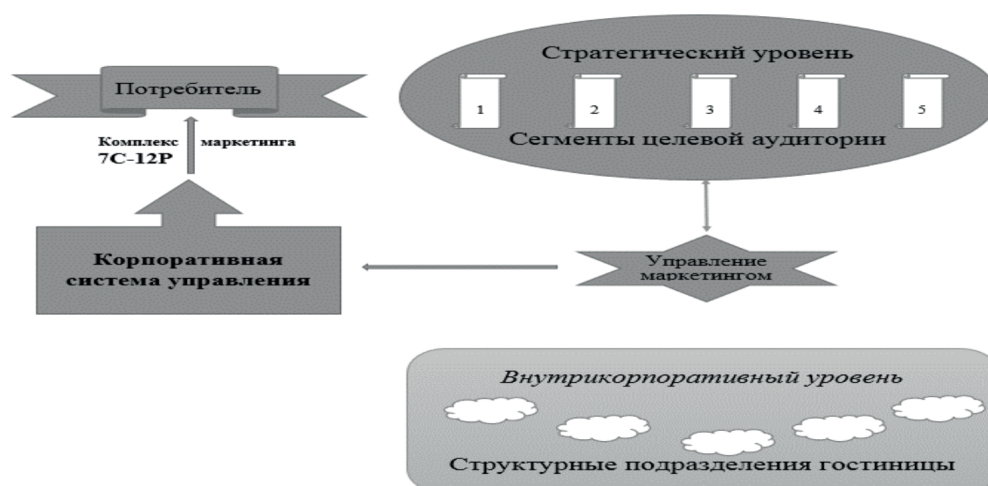 Потребитель
Комплекс маркетинга
7С-12Р
Корпоративная
система управления
Стратегический уровень
1 2 3 4 5
Сегменты целевой аудитории
Управление
маркетингом
Внутрикорпоративный уровень
Структурные подразделения гостиницы